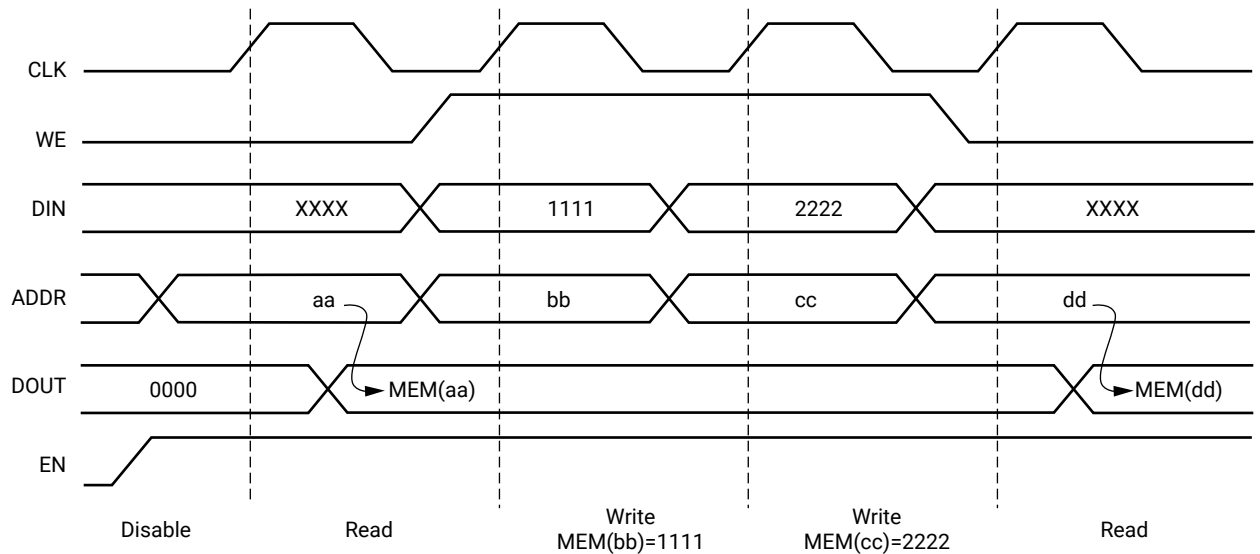 CLK
WE
DIN XXXX 1111 2222 XXXX
ADDR aa bb cc dd
DOUT 0000 MEM(aa) MEM(dd)
EN
Disable Read Write Write Read
MEM(bb)=1111 MEM(cc)=2222